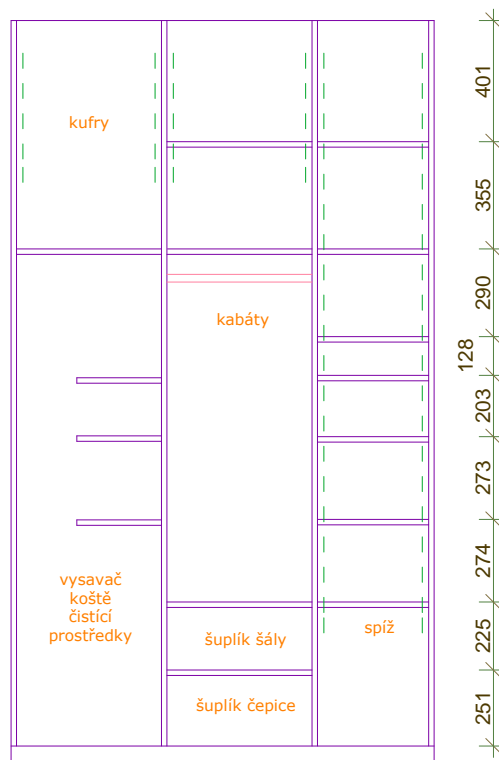 kufry
kabáty
vysavač
koště
čistící
prostředky
šuplík šály
šuplík čepice
spíž
401
355
290
128
203
273
274
225
251